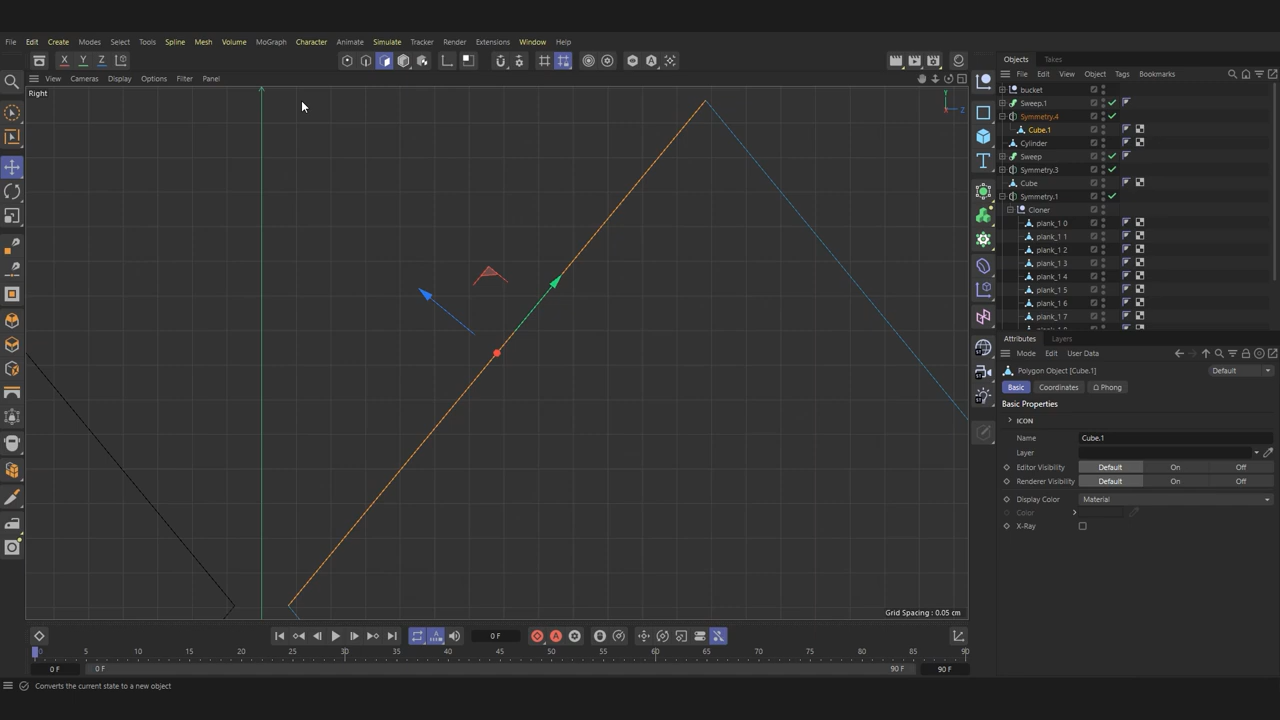 File Edit Create Modes Select Tools Spline Mesh Volume MoGraph Character Animate Simulate Tracker Render Extensions Window Help
X Y Z
Objects Takes
View Cameras Display Options Filter Panel
File Edit View Object Tags Bookmarks
Right
Y
Z
bucket
Sweep.1
Symmetry.4
Cube.1
Cylinder
Sweep
Symmetry.3
Cube
Symmetry.1
Cloner
plank_1 0
plank_1 1
plank_1 2
plank_1 3
plank_1 4
plank_1 5
plank_1 6
plank_1 7
Attributes Layers
Mode Edit User Data
Polygon Object [Cube.1] Default
Basic Coordinates Phong
Basic Properties
ICON
Name Cube.1
Layer
Editor Visibility Default On Off
Renderer Visibility Default On Off
Display Color Material
Color
X-Ray
Grid Spacing : 0.05 cm
0 F
0 5 10 15 20 25 30 35 40 45 50 55 60 65 70 75 80 85 90
0 F 0 F 90 F 90 F
Converts the current state to a new object